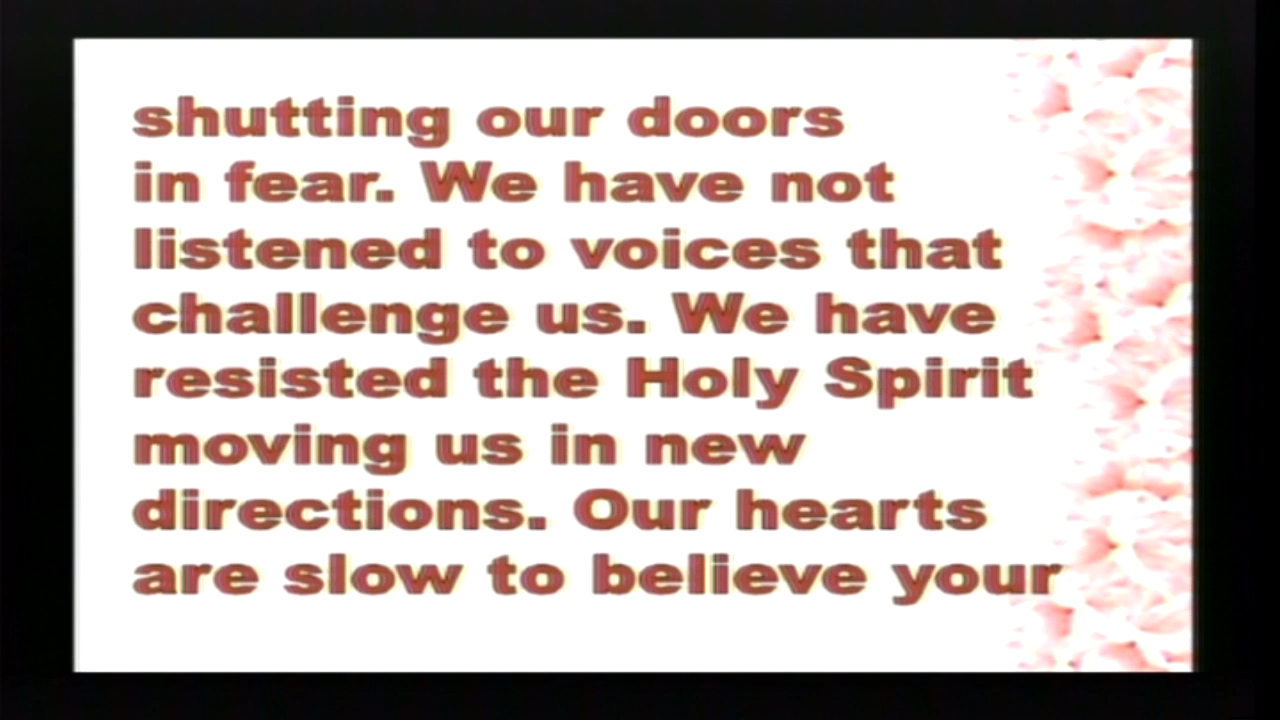 shutting our doors
in fear. We have not
listened to voices that
challenge us. We have
resisted the Holy Spirit
moving us in new
directions. Our hearts
are slow to believe your